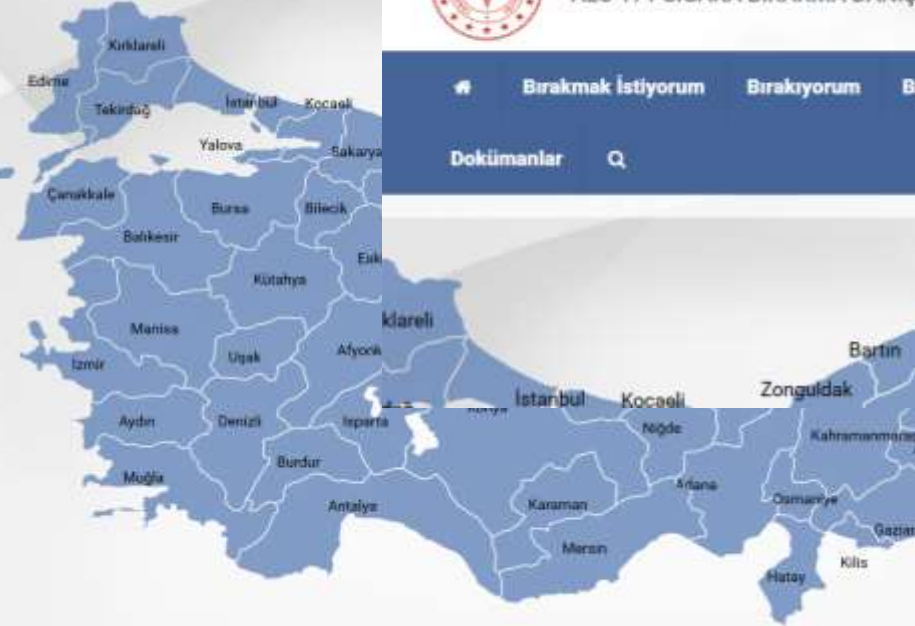 Kırklareli
Edirne
Tekirdağ
İstanbul
Kocaeli
Yalova
Sakarya
Çanakkale
Bursa
Bilecik
Balıkesir
Kütahya
Manisa
Uşak
İzmir
Aydın
Denizli
Isparta
Burdur
Muğla
Antalya
Bırakmak İstiyorum
Bırakıyorum
Dokümanlar
klareli
Bartın
İstanbul
Kocaeli
Zonguldak
Niğde
Kahramanmaraş
Adana
Karaman
Osmaniye
Mersin
Kilis
Hatay